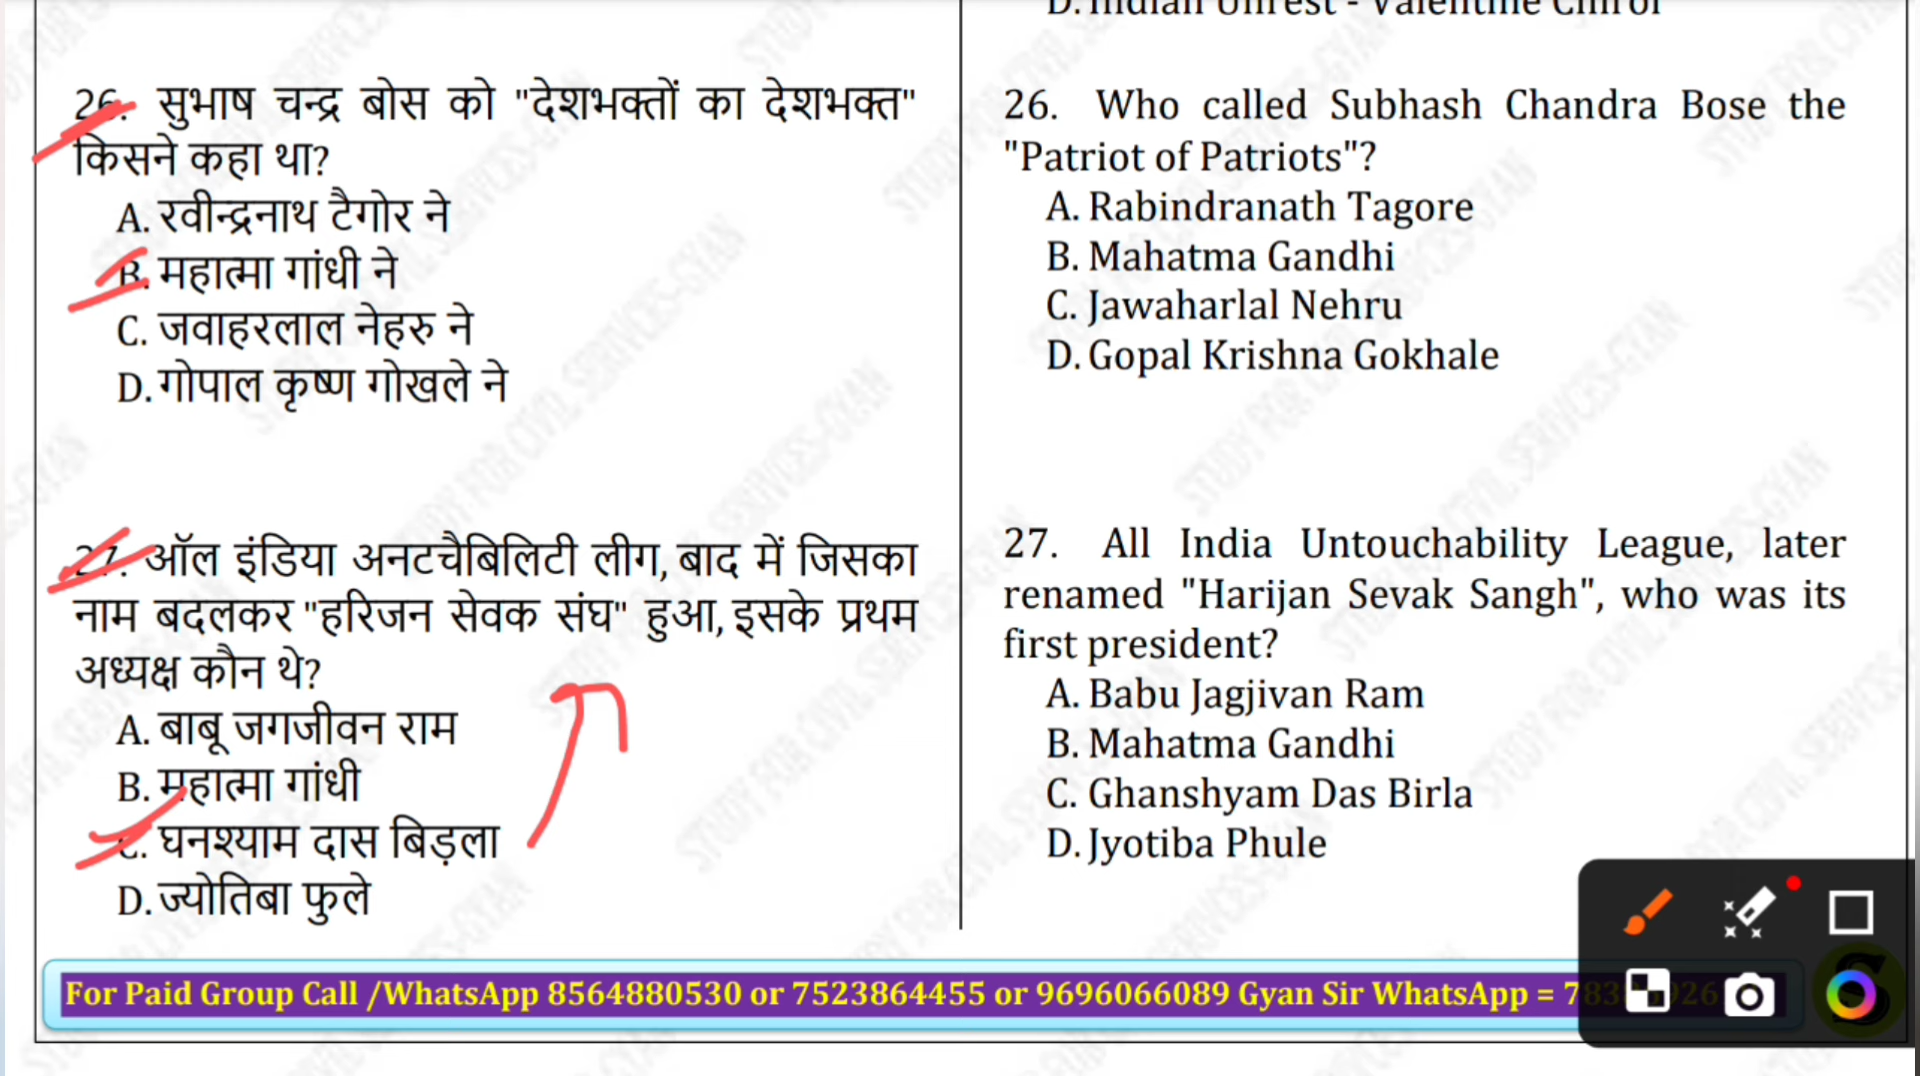 26. सुभाष चन्द्र बोस को "देशभक्तों का देशभक्त"
किसने कहा था?
A. रवीन्द्रनाथ टैगोर ने
B. महात्मा गांधी ने
C. जवाहरलाल नेहरु ने
D. गोपाल कृष्ण गोखले ने
27. ऑल इंडिया अनटचैबिलिटी लीग, बाद में जिसका
नाम बदलकर "हरिजन सेवक संघ" हुआ, इसके प्रथम
अध्यक्ष कौन थे?
A. बाबू जगजीवन राम
B. महात्मा गांधी
C. घनश्याम दास बिड़ला
D. ज्योतिबा फुले
D. Indian Unrest - Valentine Chirol
26. Who called Subhash Chandra Bose the
"Patriot of Patriots"?
A. Rabindranath Tagore
B. Mahatma Gandhi
C. Jawaharlal Nehru
D. Gopal Krishna Gokhale
27. All India Untouchability League, later
renamed "Harijan Sevak Sangh", who was its
first president?
A. Babu Jagjivan Ram
B. Mahatma Gandhi
C. Ghanshyam Das Birla
D. Jyotiba Phule
For Paid Group Call /WhatsApp 8564880530 or 7523864455 or 9696066089 Gyan Sir WhatsApp =